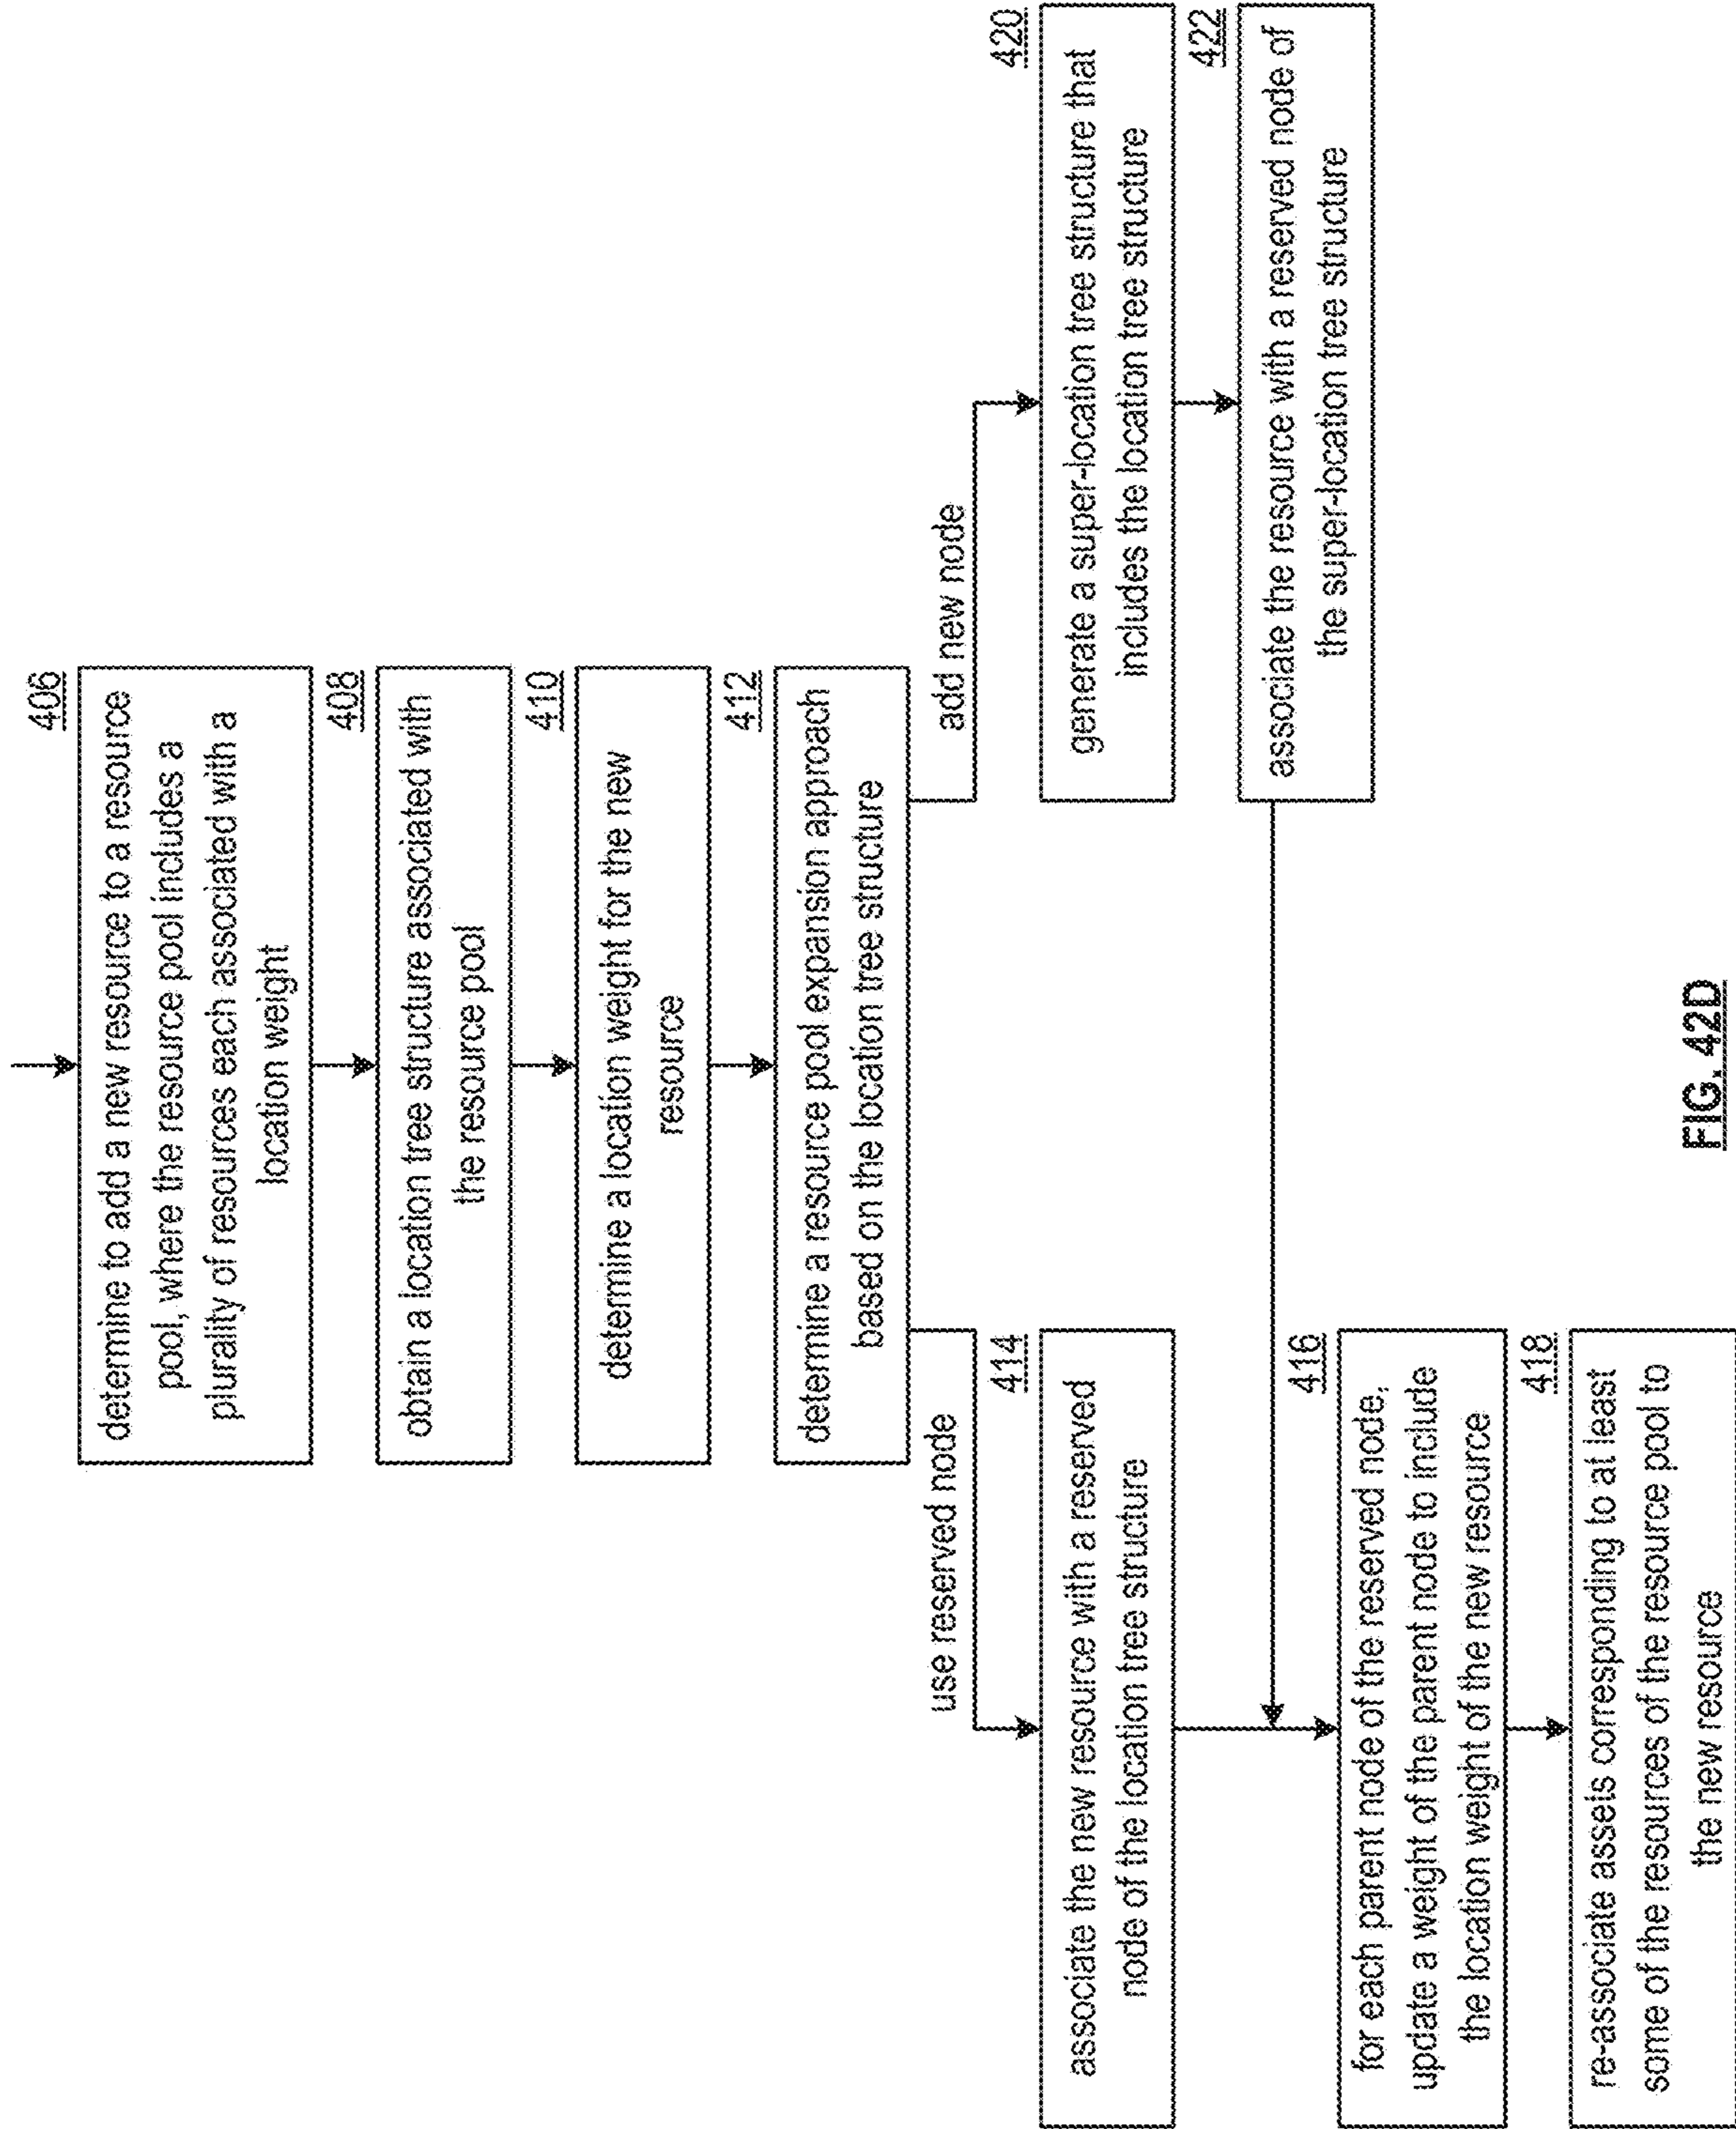 406
determine to add a new resource to a resource
pool, where the resource pool includes a
plurality of resources each associated with a
location weight
408
obtain a location tree structure associated with
the resource pool
410
determine a location weight for the new
resource
412
determine a resource pool expansion approach
based on the location tree structure
use reserved node
add new node
414
associate the new resource with a reserved
node of the location tree structure
420
generate a super-location tree structure that
includes the location tree structure
422
associate the resource with a reserved node of
the super-location tree structure
416
for each parent node of the reserved node,
update a weight of the parent node to include
the location weight of the new resource
418
re-associate assets corresponding to at least
some of the resources of the resource pool to
the new resource
FIG. 42D